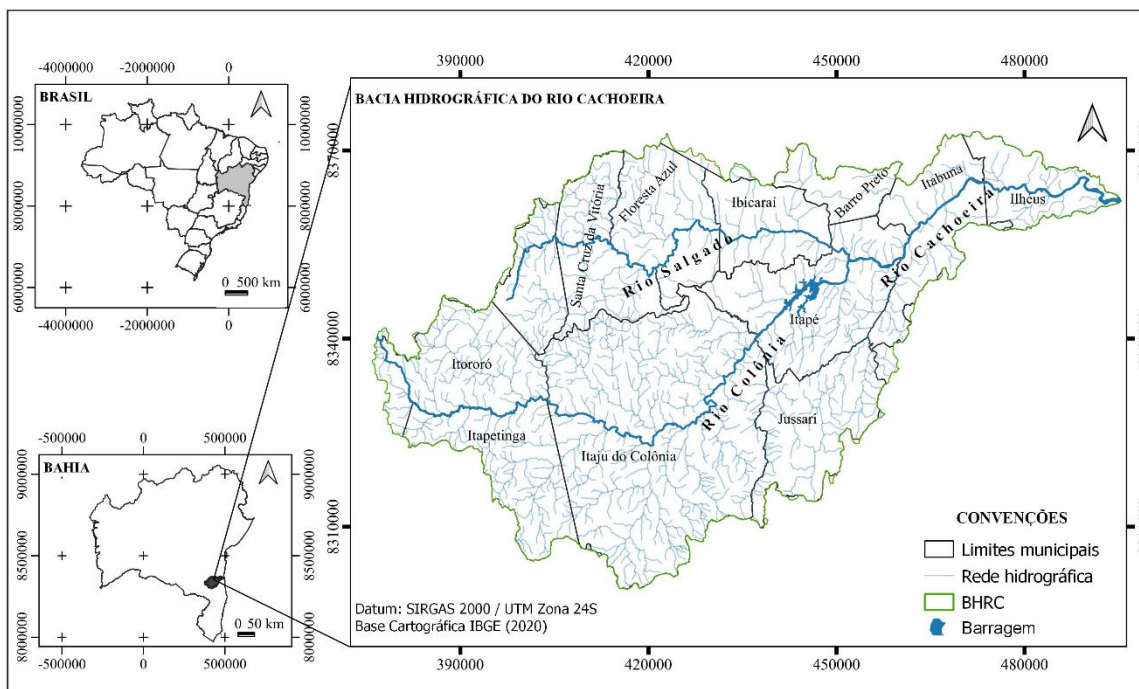 -4000000 -2000000 0
BRASIL
10000000
8000000
6000000
0 500 km
-4000000 -2000000 0
-500000 0 500000
BAHIA
9000000
8500000
8000000
0 50 km
-500000 0 500000
390000 420000 450000 480000
BACIA HIDROGRÁFICA DO RIO CACHOEIRA
8370000
8340000
8310000
Santa Cruz da Vitória
Floresta Azul
Ibicaraí
Barro Preto
Itabuna
Ilhéus
Rio Salgado
Rio Cachoeira
Itapé
Itororó
Rio Colônia
Jussari
Itapetinga
Itaju do Colônia
CONVENÇÕES
Limites municipais
Rede hidrográfica
BHRC
Barragem
Datum: SIRGAS 2000 / UTM Zona 24S
Base Cartográfica IBGE (2020)
390000 420000 450000 480000